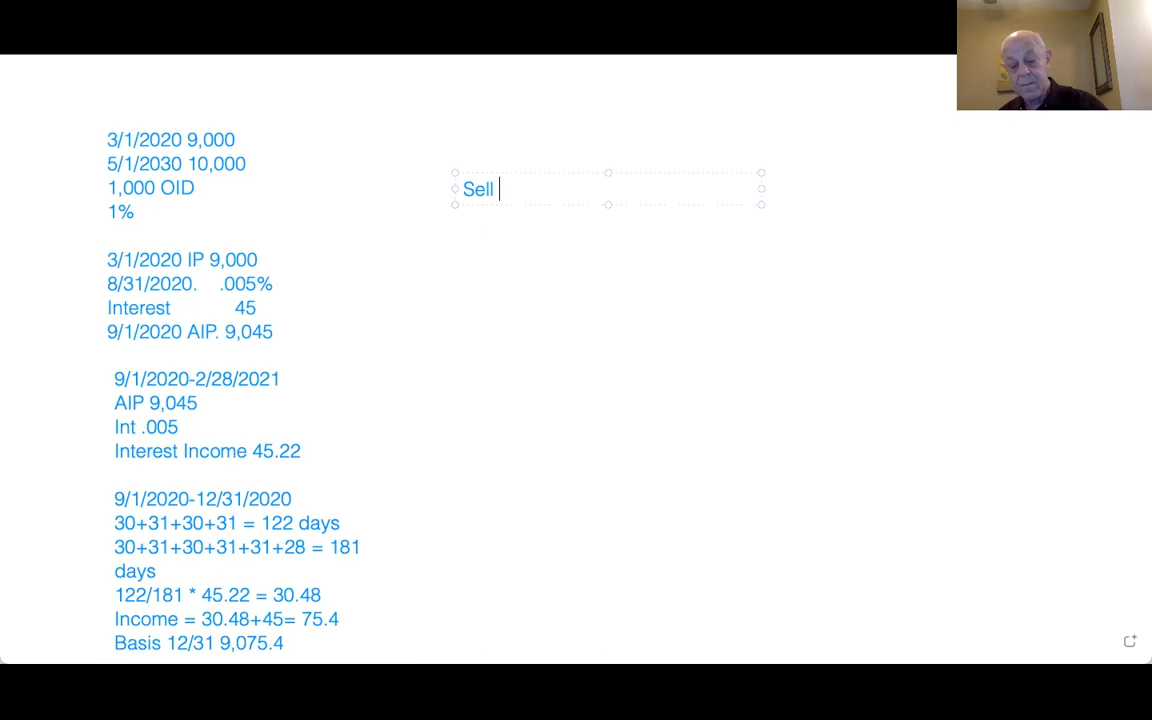 3/1/2020 9,000
5/1/2030 10,000
1,000 OID
1%
3/1/2020 IP 9,000
8/31/2020. .005%
Interest 45
9/1/2020 AIP. 9,045
9/1/2020-2/28/2021
AIP 9,045
Int .005
Interest Income 45.22
9/1/2020-12/31/2020
30+31+30+31 = 122 days
30+31+30+31+31+28 = 181
days
122/181 * 45.22 = 30.48
Income = 30.48+45= 75.4
Basis 12/31 9,075.4
Sell